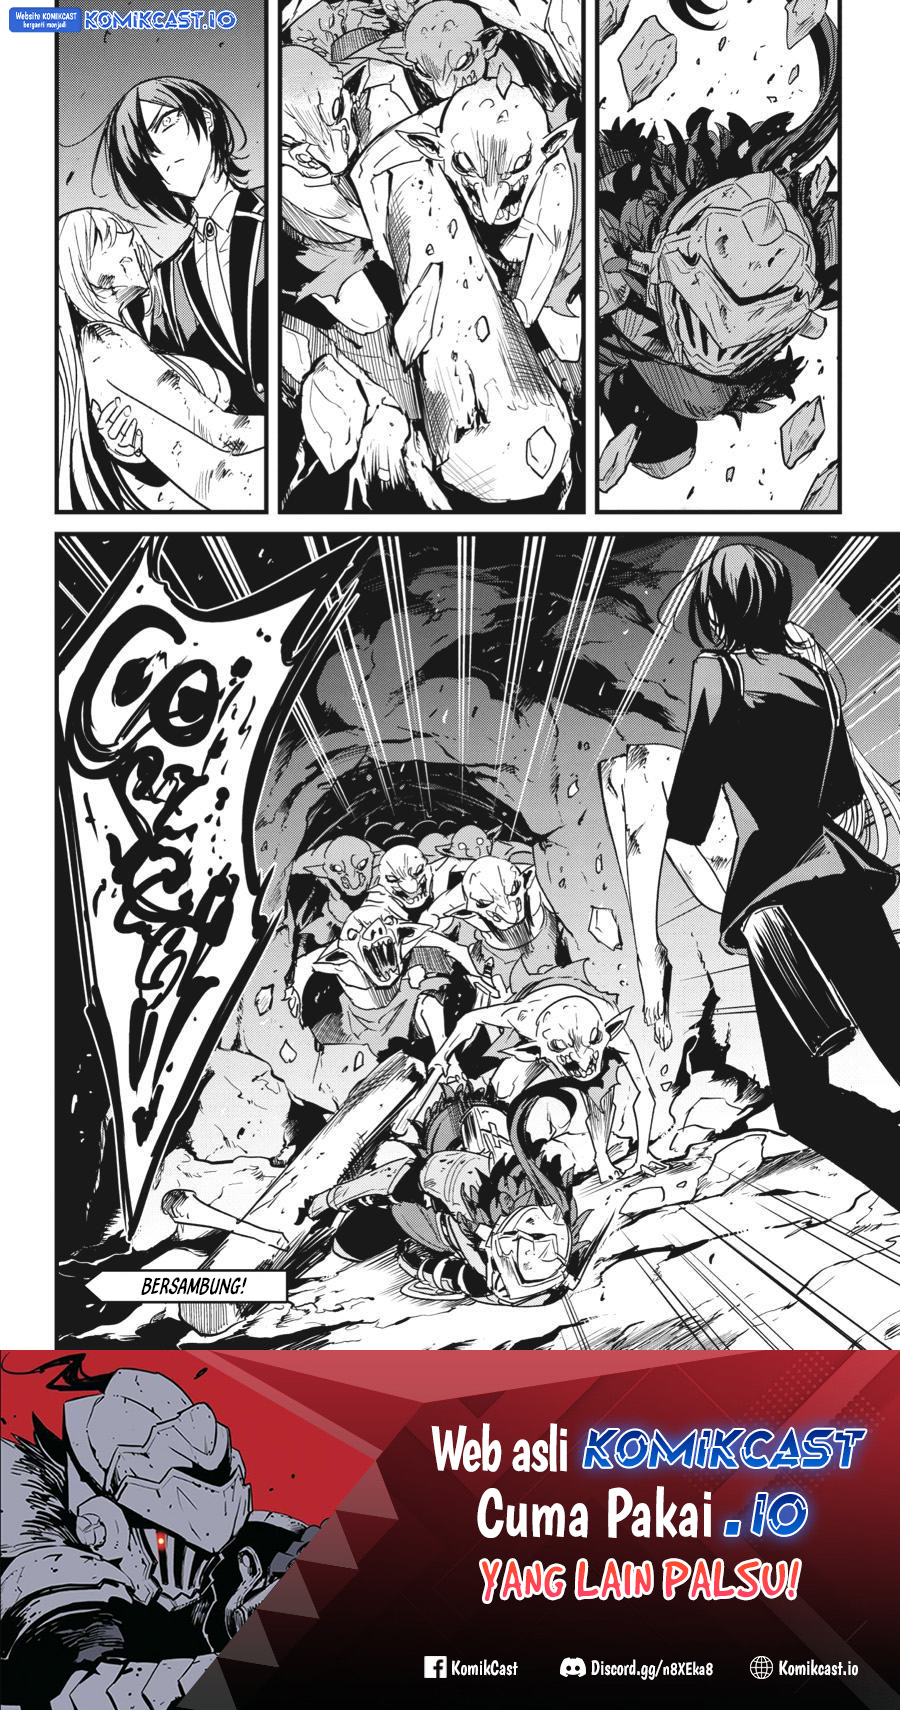 Website KOMIKCAST
berganti menjadi
KOMIKCAST.IO
BERSAMBUNG!
Web asli KOMIKCAST
Cuma Pakai .IO
YANG LAIN PALSU!
KomikCast
Discord.gg/n8XEka8
Komikcast.io